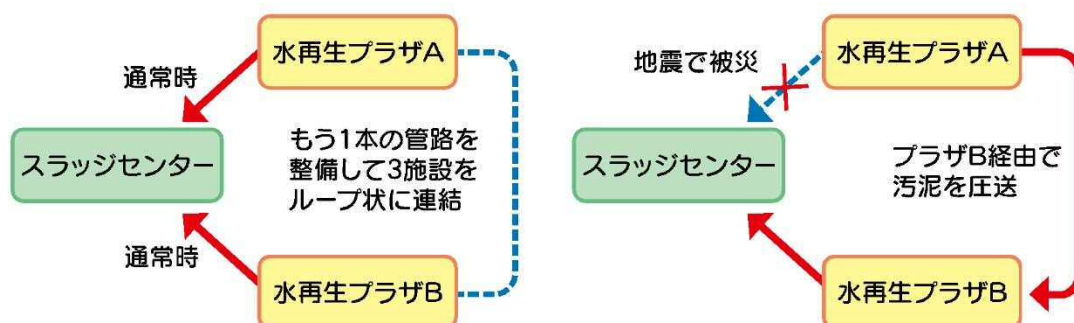 水再生プラザA
通常時
スラッジセンター
もう1本の管路を
整備して3施設を
ループ状に連結
通常時
水再生プラザB
水再生プラザA
地震で被災
スラッジセンター
プラザB経由で
汚泥を圧送
水再生プラザB